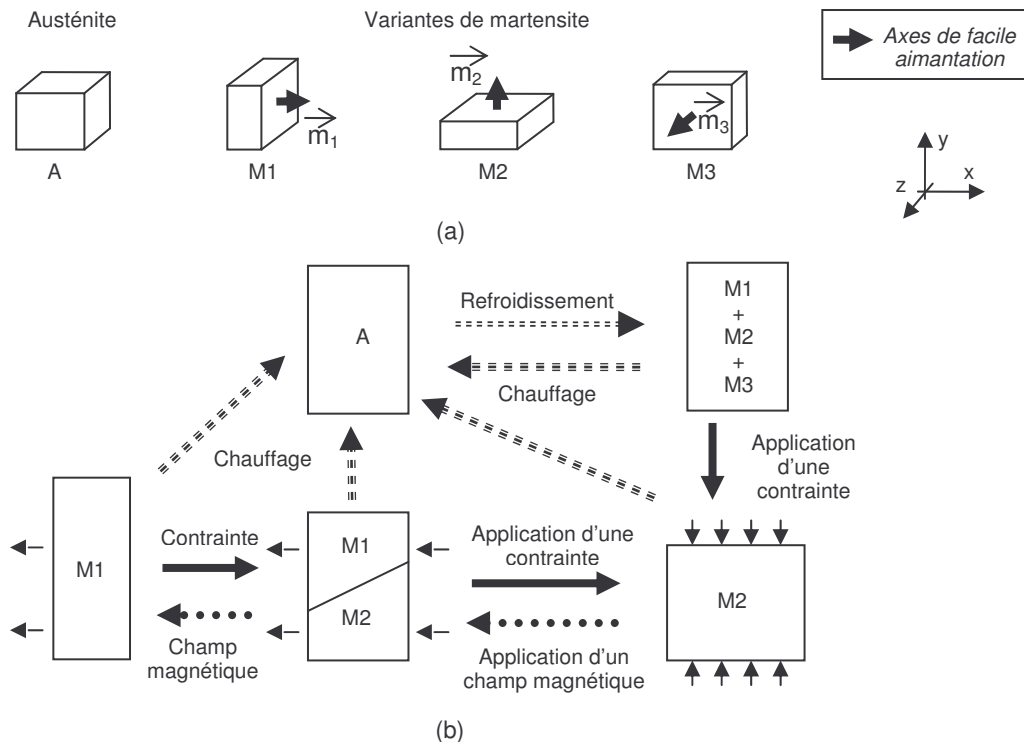 Austénite
Variantes de martensite
Axes de facile
aimantation
m1
m2
m3
A
M1
M2
M3
y
z
x
(a)
A
Refroidissement
Chauffage
M1
+
M2
+
M3
Chauffage
Application
d'une
contrainte
M1
Contrainte
Champ
magnétique
M1
M2
Application d'une
contrainte
Application d'un
champ magnétique
M2
(b)